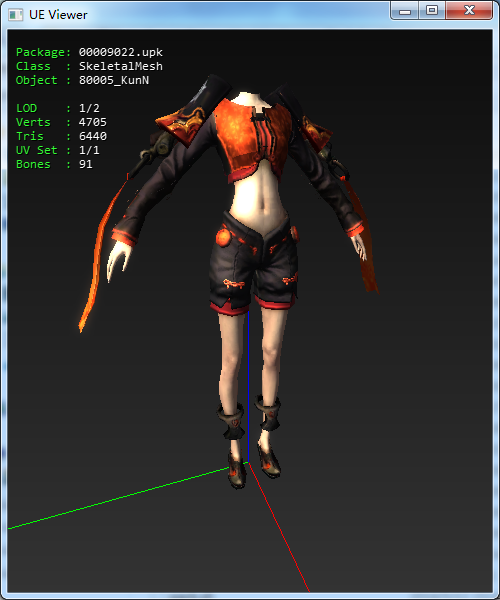 UE Viewer
Package: 00009022.upk
Class  : SkeletalMesh
Object : 80005_KunN
LOD    : 1/2
Verts  : 4705
Tris   : 6440
UV Set : 1/1
Bones  : 91